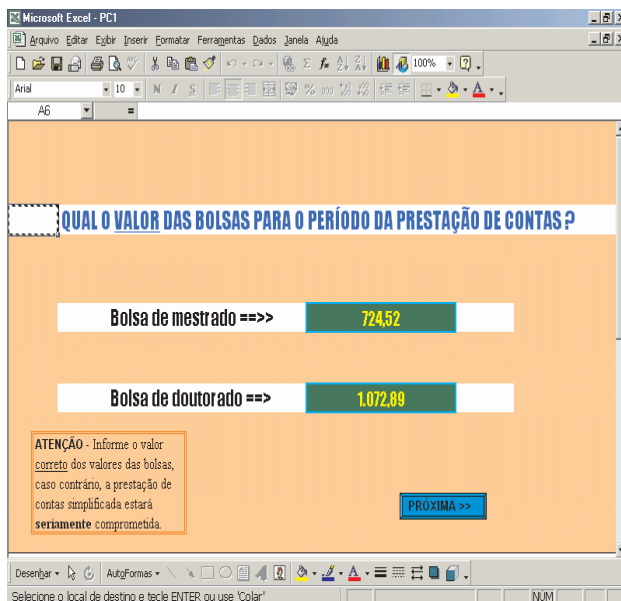 Microsoft Excel - PC1
Arquivo Editar Exibir Inserir Formatar Ferramentas Dados Janela Ajuda
100%
Arial 10 N I S % 000
A6 =
QUAL O VALOR DAS BOLSAS PARA O PERÍODO DA PRESTAÇÃO DE CONTAS ?
Bolsa de mestrado ==>> 724,52
Bolsa de doutorado ==> 1.072,89
ATENÇÃO - Informe o valor
correto dos valores das bolsas,
caso contrário, a prestação de
contas simplificada estará
seriamente comprometida.
PRÓXIMA >>
Desenhar AutoFormas
Selecione o local de destino e tecle ENTER ou use 'Colar' NÚM